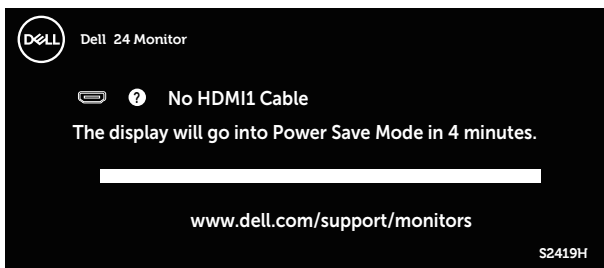 DELL Dell 24 Monitor
? No HDMI1 Cable
The display will go into Power Save Mode in 4 minutes.
www.dell.com/support/monitors
S2419H